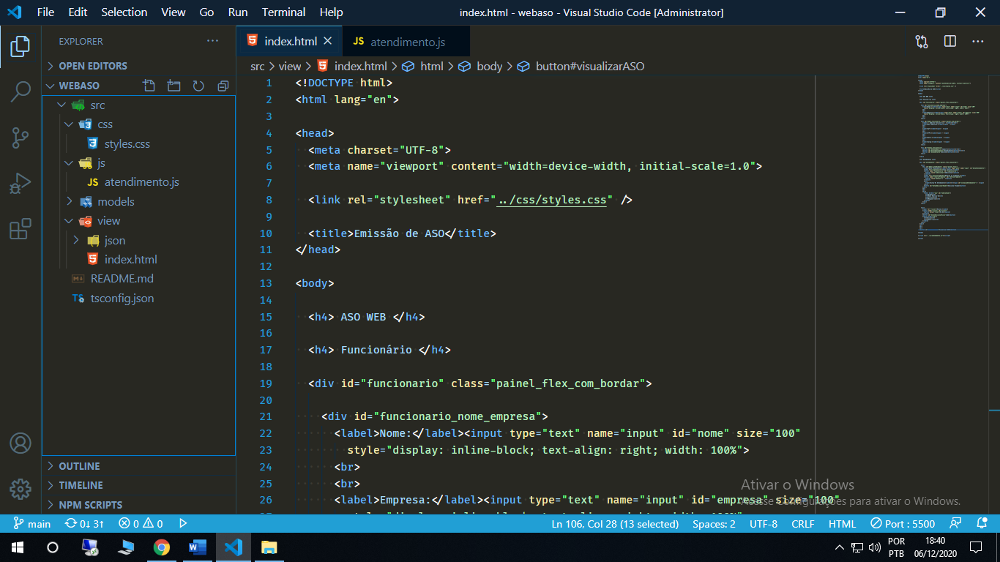 File Edit Selection View Go Run Terminal Help index.html - webaso - Visual Studio Code [Administrator]
EXPLORER
OPEN EDITORS
WEBASO
src
css
styles.css
js
JS atendimento.js
models
view
json
index.html
README.md
TS tsconfig.json
OUTLINE
TIMELINE
NPM SCRIPTS
index.html JS atendimento.js
src > view > index.html > html > body > button#visualizarASO
1 <!DOCTYPE html>
2 <html lang="en">
3
4 <head>
5 <meta charset="UTF-8">
6 <meta name="viewport" content="width=device-width, initial-scale=1.0">
7
8 <link rel="stylesheet" href="../css/styles.css" />
9
10 <title>Emissão de ASO</title>
11 </head>
12
13 <body>
14
15 <h4> ASO WEB </h4>
16
17 <h4> Funcionário </h4>
18
19 <div id="funcionario" class="painel_flex_com_bordar">
20
21 <div id="funcionario_nome_empresa">
22 <label>Nome:</label><input type="text" name="input" id="nome" size="100"
23 style="display: inline-block; text-align: right; width: 100%">
24 <br>
25 <br>
26 <label>Empresa:</label><input type="text" name="input" id="empresa" size="100"
Ativar o Windows
Acesse Configurações para ativar o Windows.
main 0↓ 3↑ 0 0 Ln 106, Col 28 (13 selected) Spaces: 2 UTF-8 CRLF HTML Port : 5500
POR 18:40
PTB 06/12/2020